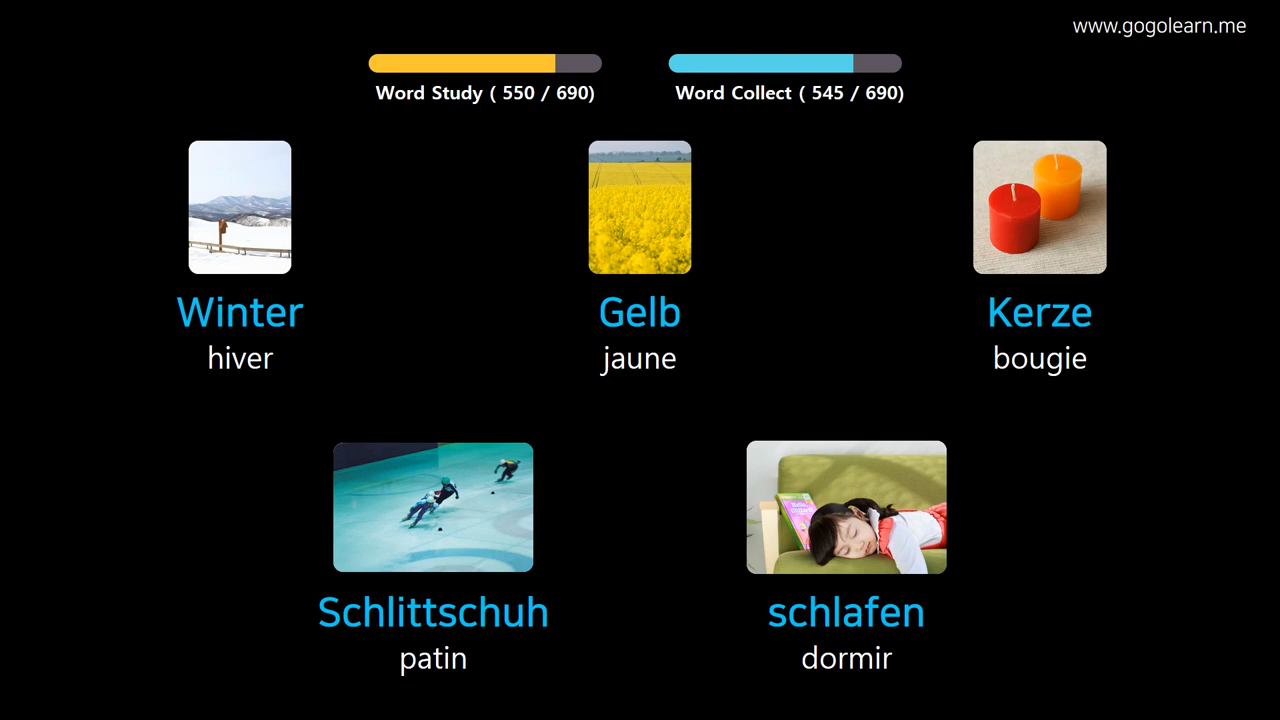 www.gogolearn.me
Word Study ( 550 / 690)
Word Collect ( 545 / 690)
Winter
hiver
Gelb
jaune
Kerze
bougie
Schlittschuh
patin
schlafen
dormir